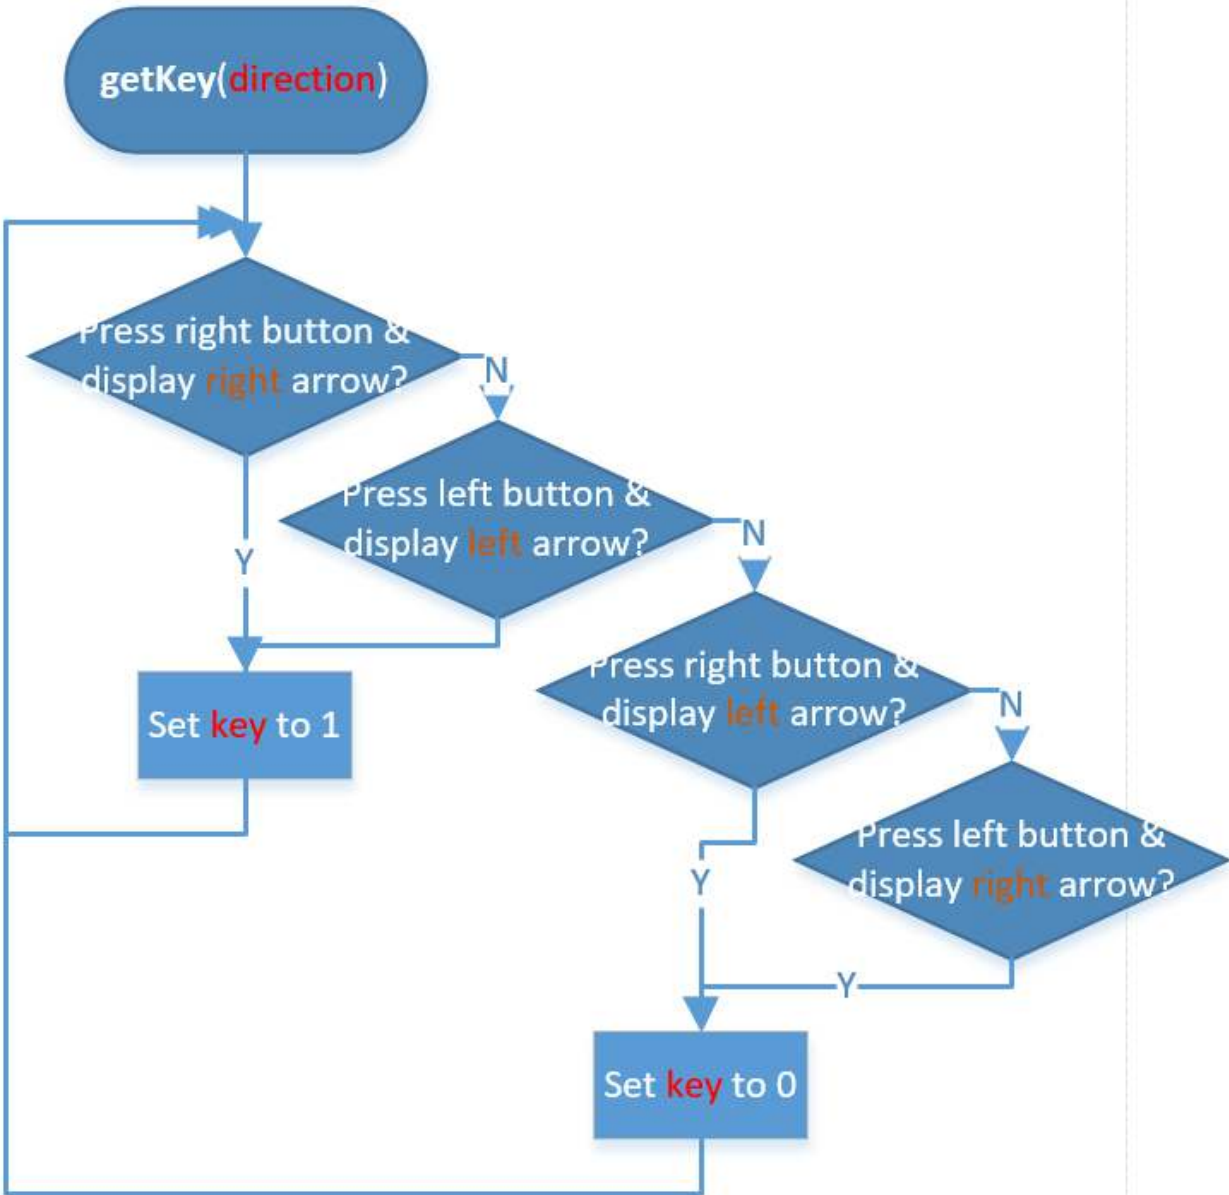 getKey(direction)
Press right button &
display right arrow?
N
Press left button &
display left arrow?
N
Y
Press right button &
display left arrow?
N
Set key to 1
Press left button &
display right arrow?
Y
Y
Set key to 0